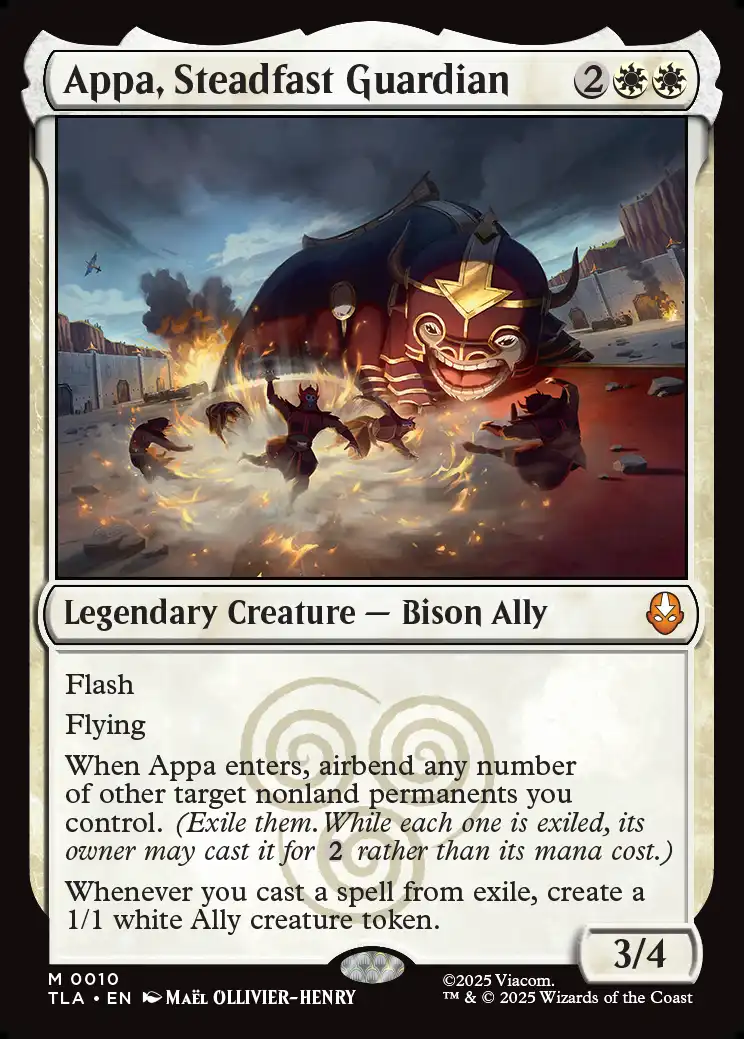 Appa, Steadfast Guardian 2
Legendary Creature — Bison Ally
Flash
Flying
When Appa enters, airbend any number
of other target nonland permanents you
control. (Exile them. While each one is exiled, its
owner may cast it for 2 rather than its mana cost.)
Whenever you cast a spell from exile, create a
1/1 white Ally creature token.
3/4
M 0010
TLA • EN Maël Ollivier-Henry
©2025 Viacom.
™ & © 2025 Wizards of the Coast